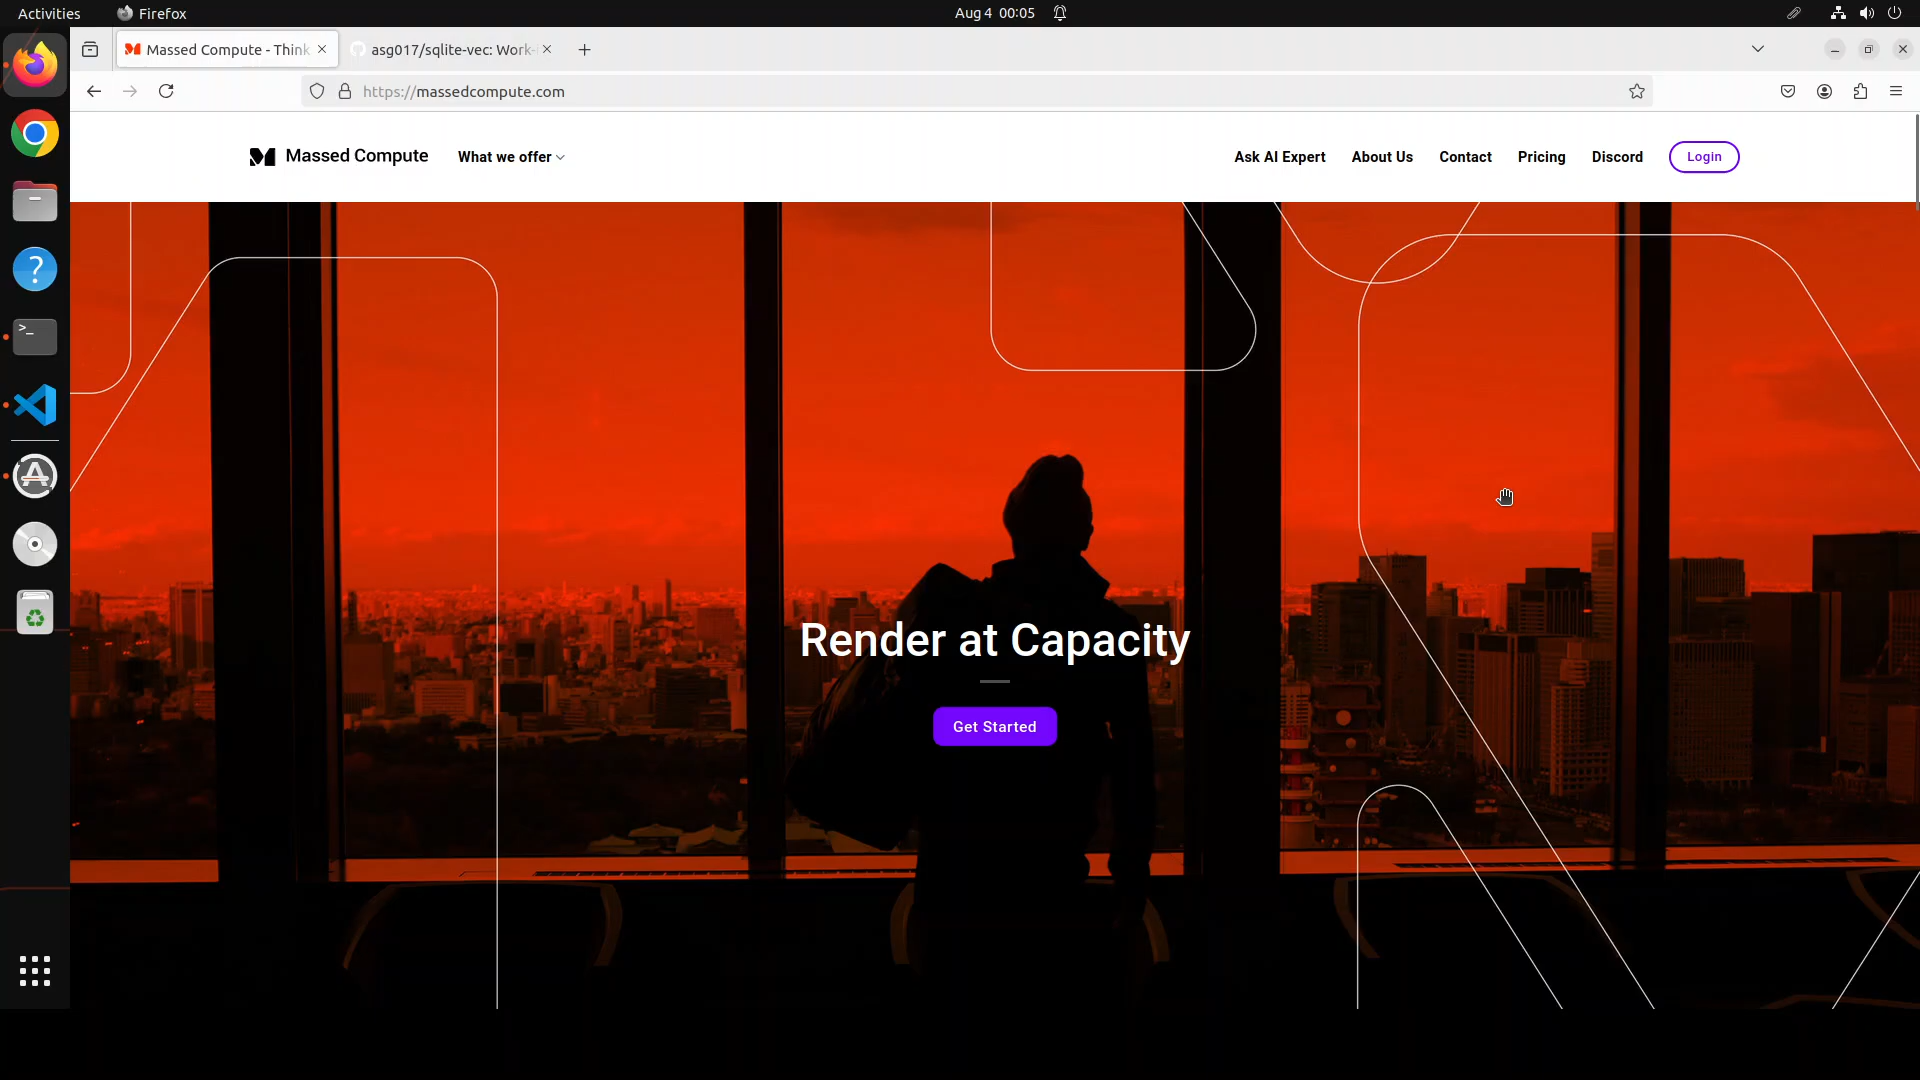 Activities
Firefox
Aug 4 00:05
Massed Compute - Think
asg017/sqlite-vec: Work-
https://massedcompute.com
Massed Compute
What we offer
Ask AI Expert
About Us
Contact
Pricing
Discord
Login
Render at Capacity
Get Started